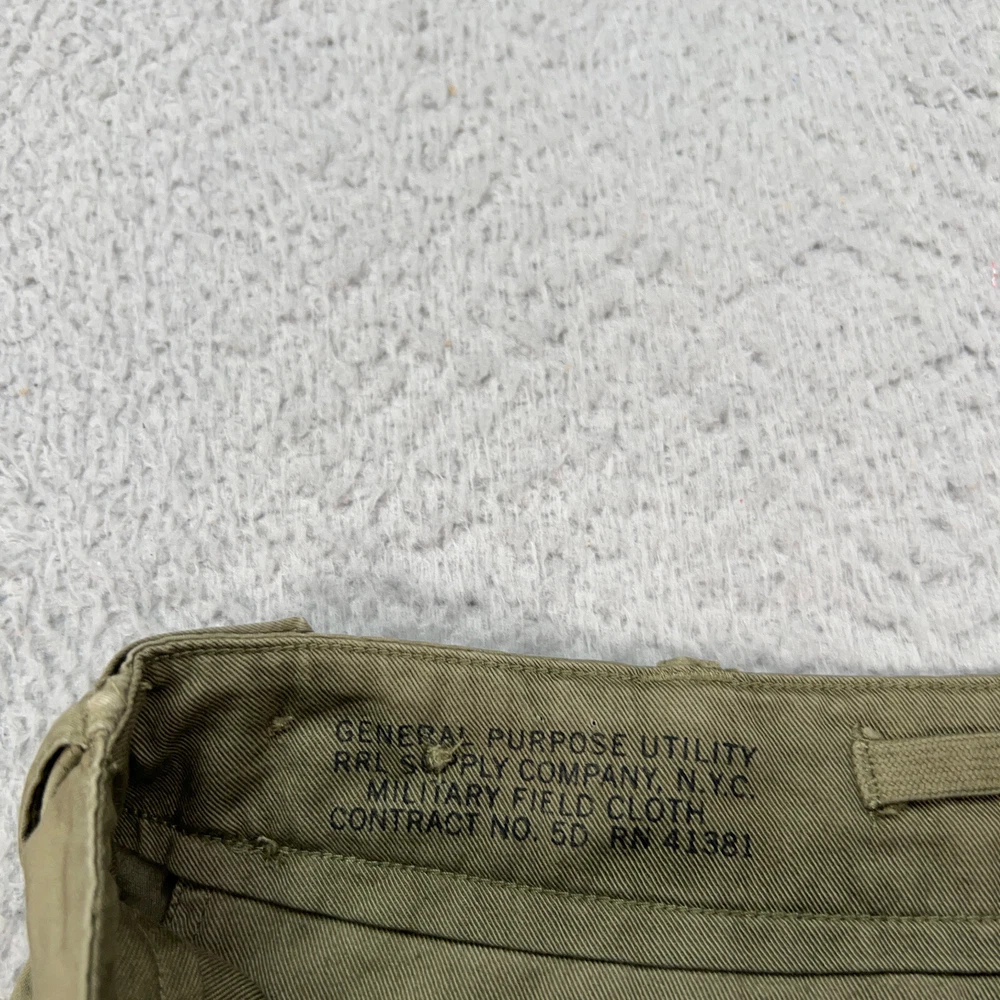 GENERAL PURPOSE UTILITY
RRL SUPPLY COMPANY, N.Y.C.
MILITARY FIELD CLOTH
CONTRACT NO. 5D RN 41381